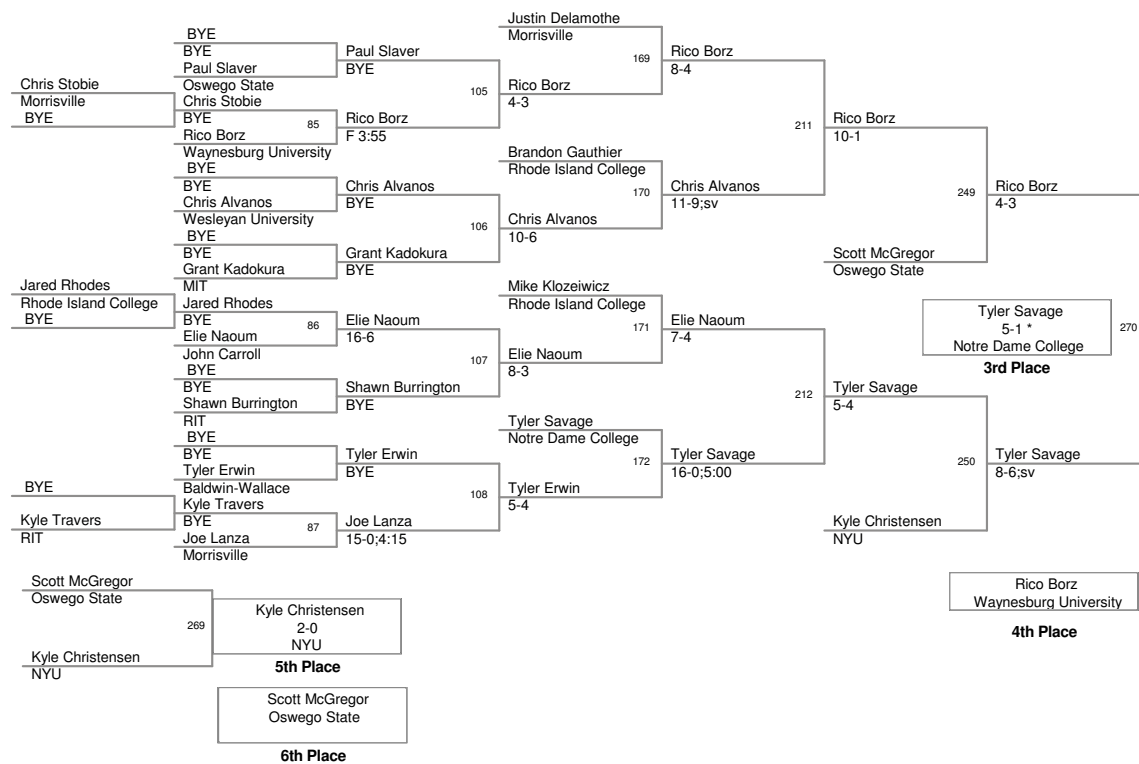 Chris Stobie
Morrisville
BYE
Jared Rhodes
Rhode Island College
BYE
BYE
Kyle Travers
RIT
BYE
BYE
Paul Slaver
Oswego State
Chris Stobie
BYE
85
Rico Borz
Waynesburg University
BYE
BYE
Chris Alvanos
Wesleyan University
BYE
BYE
Grant Kadokura
MIT
Jared Rhodes
BYE
86
Elie Naoum
John Carroll
BYE
BYE
Shawn Burrington
RIT
BYE
BYE
Tyler Erwin
Baldwin-Wallace
Kyle Travers
BYE
87
Joe Lanza
Morrisville
Paul Slaver
BYE
105
Rico Borz
F 3:55
Chris Alvanos
BYE
106
Grant Kadokura
BYE
Elie Naoum
16-6
107
Shawn Burrington
BYE
Tyler Erwin
BYE
108
Joe Lanza
15-0;4:15
Justin Delamothe
Morrisville
169
Rico Borz
4-3
Brandon Gauthier
Rhode Island College
170
Chris Alvanos
10-6
Mike Klozeiwicz
Rhode Island College
171
Elie Naoum
8-3
Tyler Savage
Notre Dame College
172
Tyler Erwin
5-4
Rico Borz
8-4
211
Chris Alvanos
11-9;sv
Elie Naoum
7-4
212
Tyler Savage
16-0;5:00
Rico Borz
10-1
249
Scott McGregor
Oswego State
Tyler Savage
5-4
250
Kyle Christensen
NYU
Rico Borz
4-3
Tyler Savage
5-1 *
Notre Dame College
270
3rd Place
Tyler Savage
8-6;sv
Rico Borz
Waynesburg University
4th Place
Scott McGregor
Oswego State
269
Kyle Christensen
NYU
Kyle Christensen
2-0
NYU
5th Place
Scott McGregor
Oswego State
6th Place